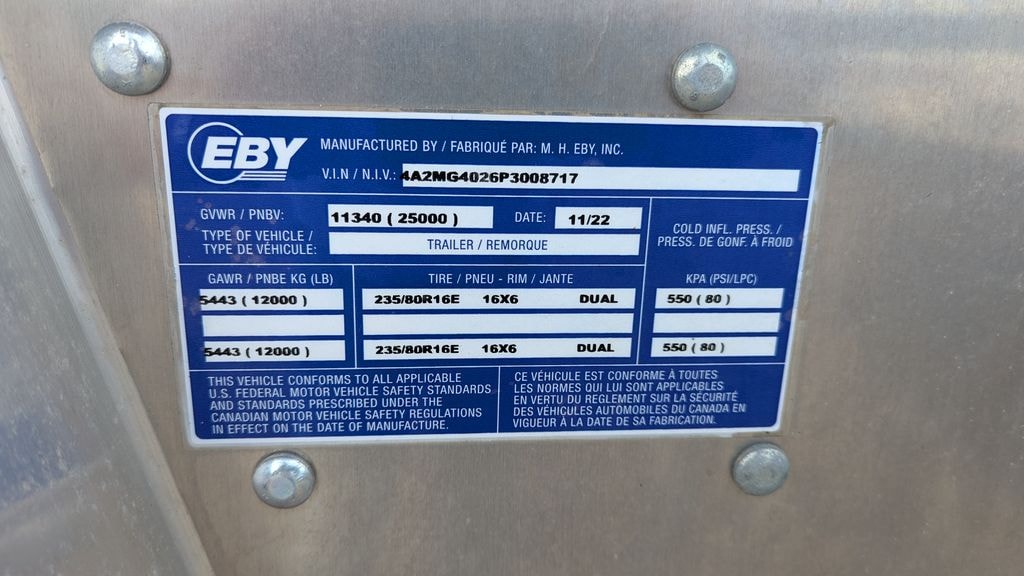 EBY
MANUFACTURED BY / FABRIQUÉ PAR: M. H. EBY, INC.
V.I.N / N.I.V.: 4A2MG4026P3008717
GVWR / PNBV: 11340 ( 25000 ) DATE: 11/22
TYPE OF VEHICLE /
TYPE DE VÉHICULE: TRAILER / REMORQUE
COLD INFL. PRESS. /
PRESS. DE GONF. À FROID
GAWR / PNBE KG (LB) TIRE / PNEU - RIM / JANTE KPA (PSI/LPC)
5443 ( 12000 ) 235/80R16E 16X6 DUAL 550 ( 80 )
5443 ( 12000 ) 235/80R16E 16X6 DUAL 550 ( 80 )
THIS VEHICLE CONFORMS TO ALL APPLICABLE
U.S. FEDERAL MOTOR VEHICLE SAFETY STANDARDS
AND STANDARDS PRESCRIBED UNDER THE
CANADIAN MOTOR VEHICLE SAFETY REGULATIONS
IN EFFECT ON THE DATE OF MANUFACTURE.
CE VÉHICULE EST CONFORME À TOUTES
LES NORMES QUI LUI SONT APPLICABLES
EN VERTU DU REGLEMENT SUR LA SÉCURITÉ
DES VÉHICULES AUTOMOBILES DU CANADA EN
VIGUEUR À LA DATE DE SA FABRICATION.